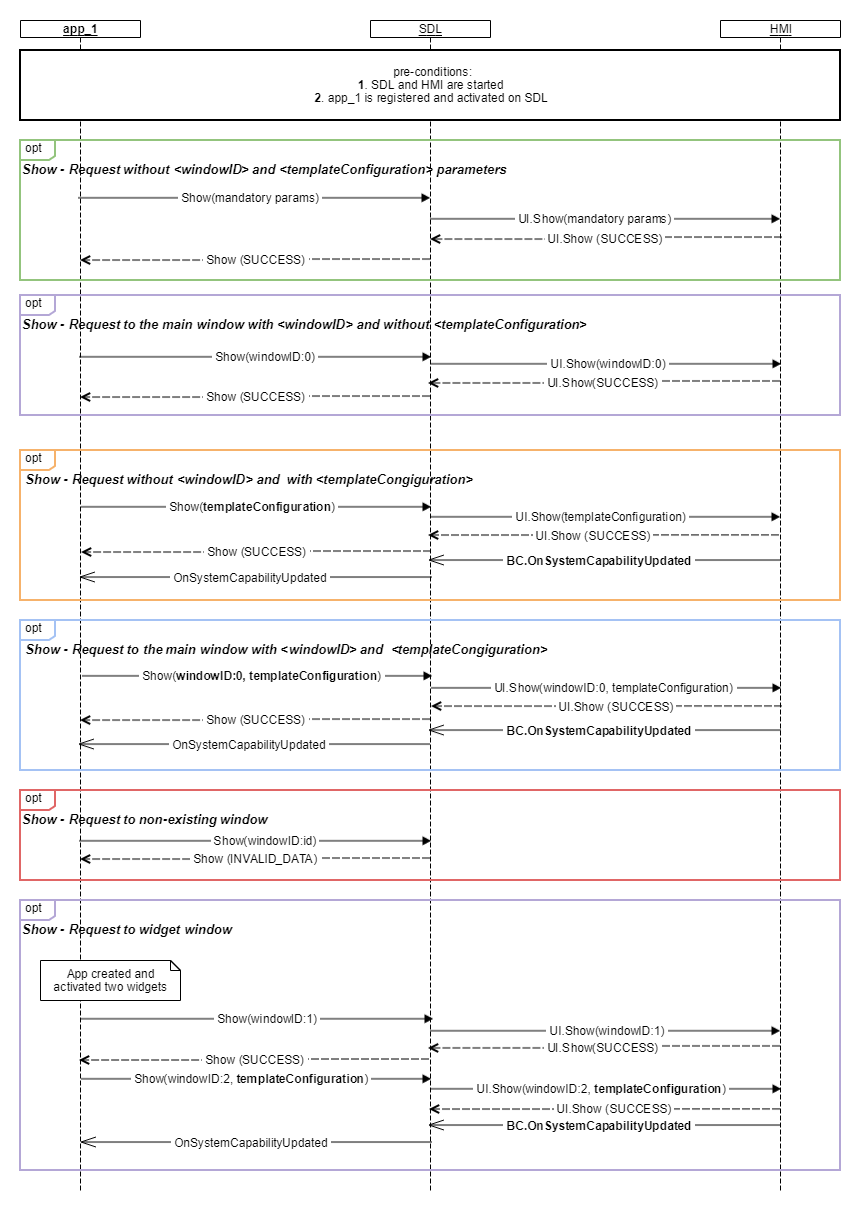 app_1
SDL
HMI
pre-conditions:
1. SDL and HMI are started
2. app_1 is registered and activated on SDL
opt
Show - Request without <windowID> and <templateConfiguration> parameters
Show(mandatory params)
UI.Show(mandatory params)
UI.Show (SUCCESS)
Show (SUCCESS)
opt
Show - Request to the main window with <windowID> and without <templateConfiguration>
Show(windowID:0)
UI.Show(windowID:0)
UI.Show(SUCCESS)
Show (SUCCESS)
opt
Show - Request without <windowID> and with <templateCongiguration>
Show(templateConfiguration)
UI.Show(templateConfiguration)
UI.Show (SUCCESS)
Show (SUCCESS)
BC.OnSystemCapabilityUpdated
OnSystemCapabilityUpdated
opt
Show - Request to the main window with <windowID> and <templateCongiguration>
Show(windowID:0, templateConfiguration)
UI.Show(windowID:0, templateConfiguration)
UI.Show (SUCCESS)
Show (SUCCESS)
BC.OnSystemCapabilityUpdated
OnSystemCapabilityUpdated
opt
Show - Request to non-existing window
Show(windowID:id)
Show (INVALID_DATA)
opt
Show - Request to widget window
App created and
activated two widgets
Show(windowID:1)
UI.Show(windowID:1)
UI.Show(SUCCESS)
Show (SUCCESS)
Show(windowID:2, templateConfiguration)
UI.Show(windowID:2, templateConfiguration)
UI.Show (SUCCESS)
BC.OnSystemCapabilityUpdated
OnSystemCapabilityUpdated